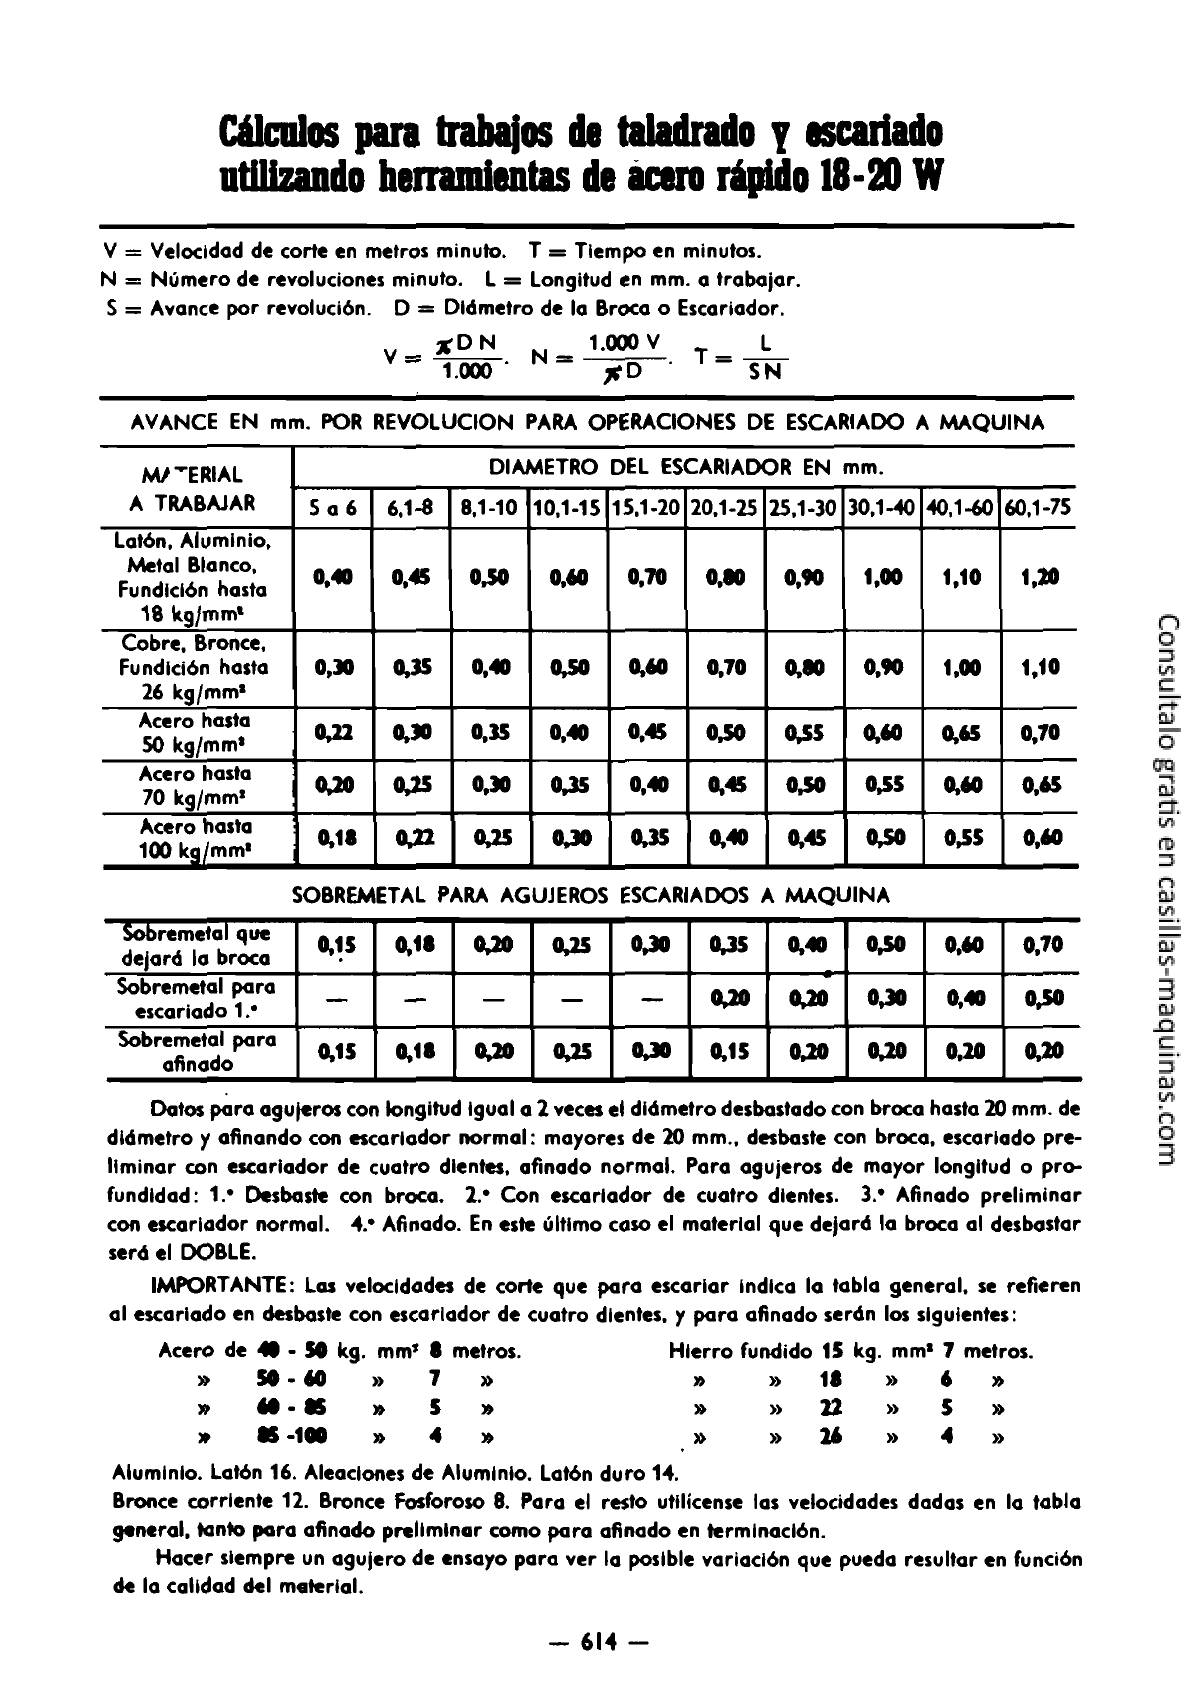 Cálculos para trabajos de taladrado y escariado
utilizando herramientas de acero rápido 18-20 W
V = Velocidad de corte en metros minuto. T = Tiempo en minutos.
N = Número de revoluciones minuto. L = Longitud en mm. a trabajar.
S = Avance por revolución. D = Diámetro de la Broca o Escariador.
V = π D N / 1.000 . N = 1.000 V / π D . T = L / S N
AVANCE EN mm. POR REVOLUCION PARA OPERACIONES DE ESCARIADO A MAQUINA
MATERIAL A TRABAJAR
DIAMETRO DEL ESCARIADOR EN mm.
5 a 6 6,1-8 8,1-10 10,1-15 15,1-20 20,1-25 25,1-30 30,1-40 40,1-60 60,1-75
Latón, Aluminio,
Metal Blanco,
Fundición hasta
18 kg/mm²
0,40 0,45 0,50 0,60 0,70 0,80 0,90 1,00 1,10 1,20
Cobre, Bronce,
Fundición hasta
26 kg/mm²
0,30 0,35 0,40 0,50 0,60 0,70 0,80 0,90 1,00 1,10
Acero hasta
50 kg/mm²
0,22 0,30 0,35 0,40 0,45 0,50 0,55 0,60 0,65 0,70
Acero hasta
70 kg/mm²
0,20 0,25 0,30 0,35 0,40 0,45 0,50 0,55 0,60 0,65
Acero hasta
100 kg/mm²
0,18 0,22 0,25 0,30 0,35 0,40 0,45 0,50 0,55 0,60
SOBREMETAL PARA AGUJEROS ESCARIADOS A MAQUINA
Sobremetal que
dejará la broca
0,15 0,18 0,20 0,25 0,30 0,35 0,40 0,50 0,60 0,70
Sobremetal para
escariado 1.º
— — — — — 0,20 0,20 0,30 0,40 0,50
Sobremetal para
afinado
0,15 0,18 0,20 0,25 0,30 0,15 0,20 0,20 0,20 0,20
Datos para agujeros con longitud igual a 2 veces el diámetro desbastado con broca hasta 20 mm. de
diámetro y afinando con escariador normal: mayores de 20 mm., desbaste con broca, escariado pre-
liminar con escariador de cuatro dientes, afinado normal. Para agujeros de mayor longitud o pro-
fundidad: 1.º Desbaste con broca. 2.º Con escariador de cuatro dientes. 3.º Afinado preliminar
con escariador normal. 4.º Afinado. En este último caso el material que dejará la broca al desbastar
será el DOBLE.
IMPORTANTE: Las velocidades de corte que para escariar indica la tabla general, se refieren
al escariado en desbaste con escariador de cuatro dientes, y para afinado serán los siguientes:
Acero de 40 - 50 kg. mm² 8 metros. Hierro fundido 15 kg. mm² 7 metros.
» 50 - 60 » 7 » » » 18 » 6 »
» 60 - 85 » 5 » » » 22 » 5 »
» 85 -100 » 4 » » » 26 » 4 »
Aluminio. Latón 16. Aleaciones de Aluminio. Latón duro 14.
Bronce corriente 12. Bronce Fosforoso 8. Para el resto utilícense las velocidades dadas en la tabla
general, tanto para afinado preliminar como para afinado en terminación.
Hacer siempre un agujero de ensayo para ver la posible variación que pueda resultar en función
de la calidad del material.
— 614 —
Consultalo gratis en casillas-maquinas.com